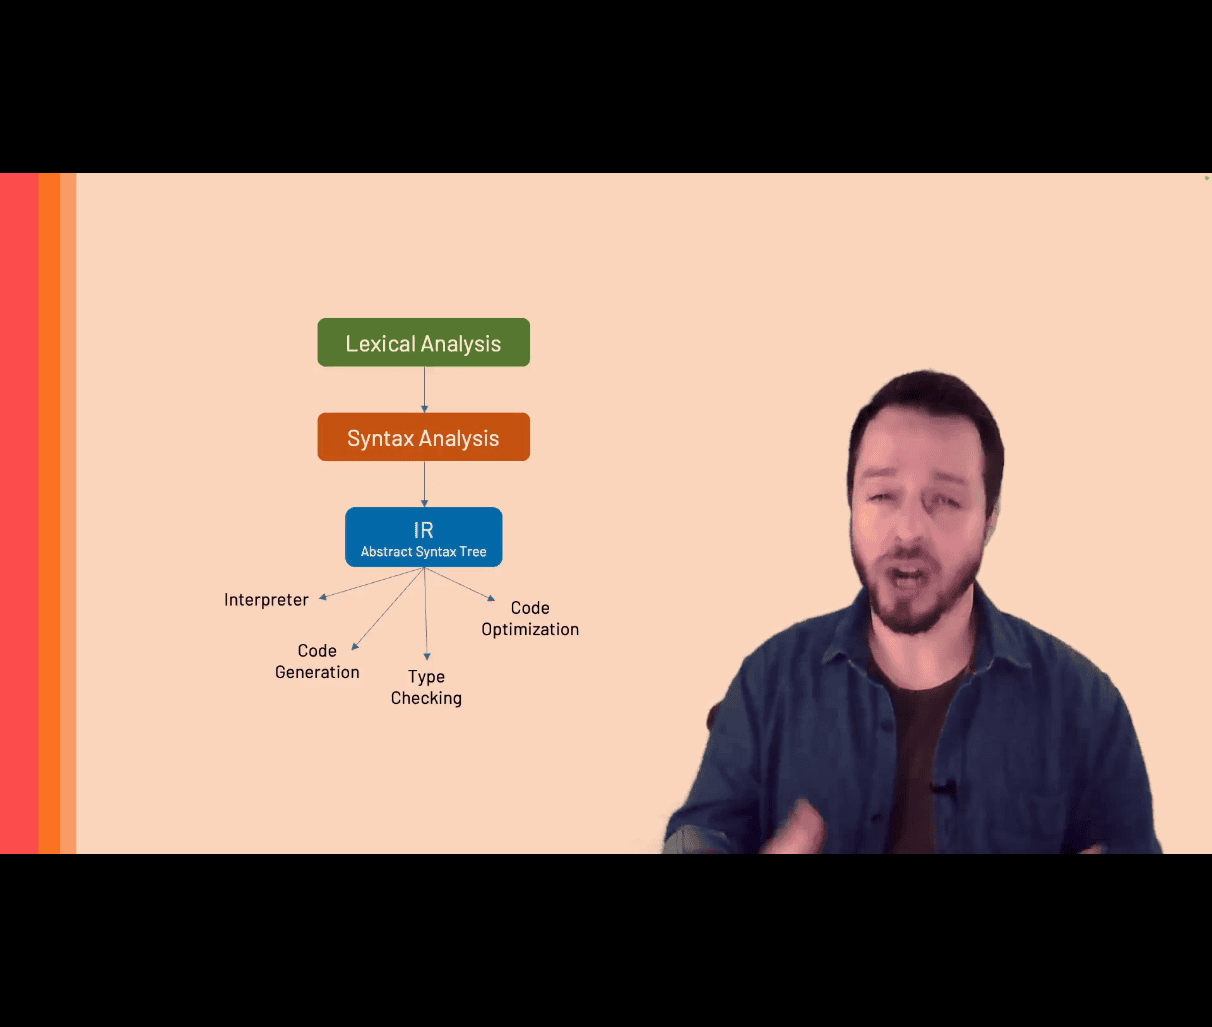 Lexical Analysis
Syntax Analysis
IR
Abstract Syntax Tree
Interpreter
Code
Optimization
Code
Generation
Type
Checking